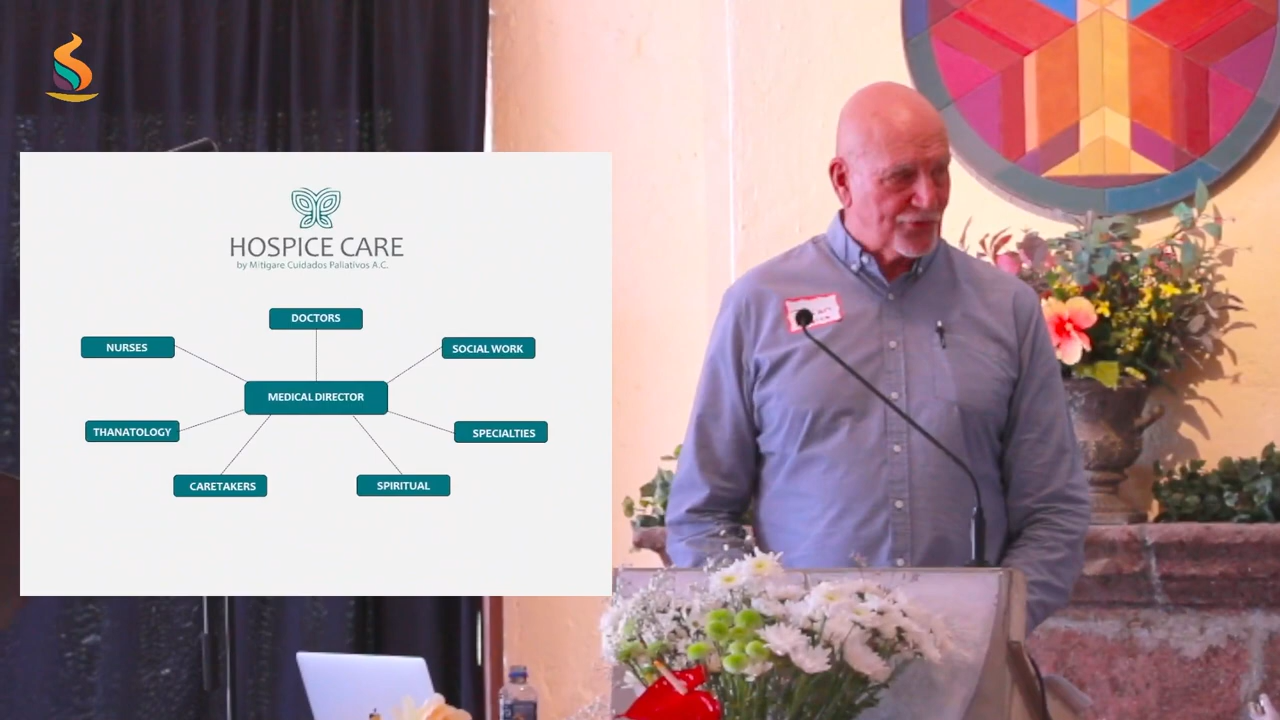 HOSPICE CARE
by Mitigare Cuidados Paliativos A.C.
DOCTORS
NURSES
SOCIAL WORK
MEDICAL DIRECTOR
THANATOLOGY
SPECIALTIES
CARETAKERS
SPIRITUAL